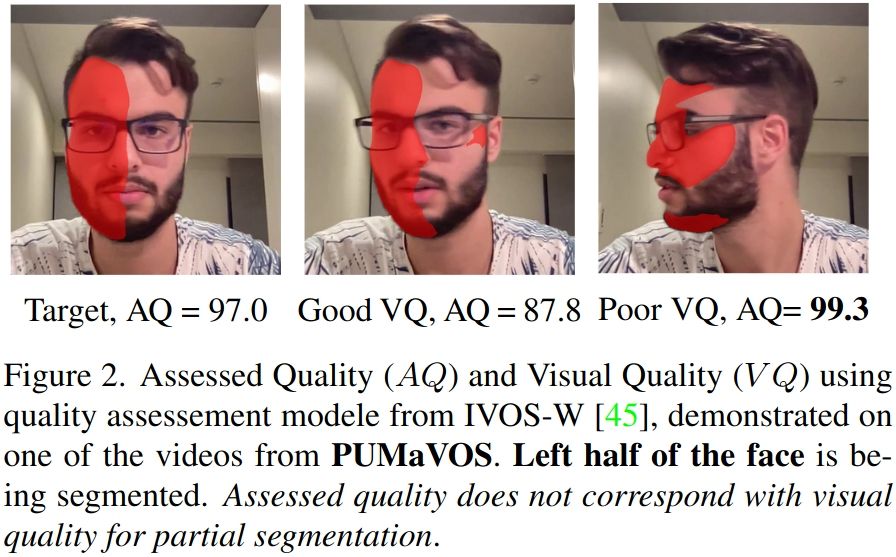 Target, AQ = 97.0 Good VQ, AQ = 87.8 Poor VQ, AQ= 99.3
Figure 2. Assessed Quality (AQ) and Visual Quality (VQ) using
quality assessement modele from IVOS-W [45], demonstrated on
one of the videos from PUMaVOS. Left half of the face is be-
ing segmented. Assessed quality does not correspond with visual
quality for partial segmentation.